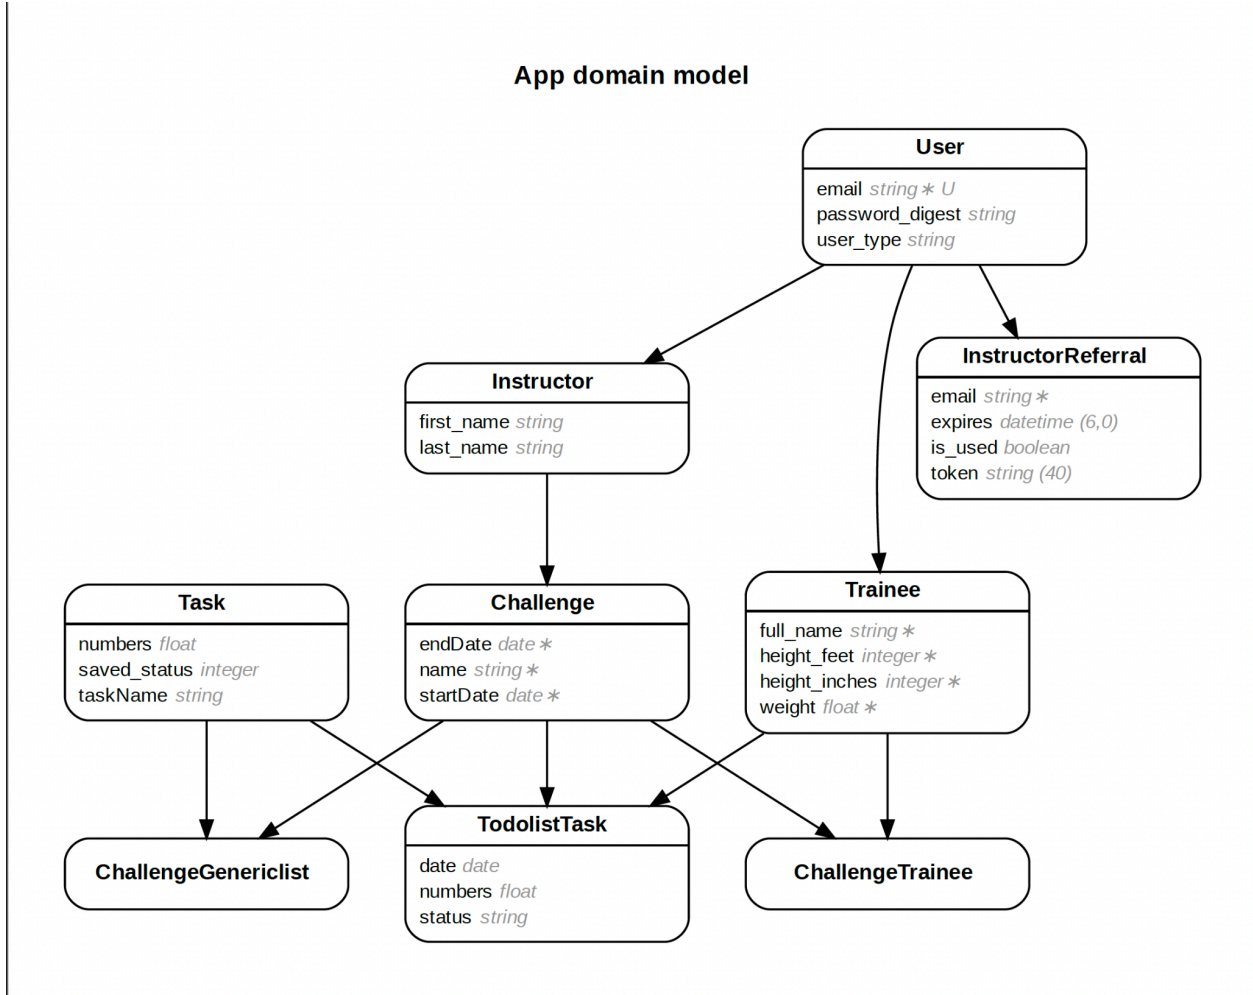 App domain model
User
email string∗ U
password_digest string
user_type string
InstructorReferral
email string∗
expires datetime (6,0)
is_used boolean
token string (40)
Instructor
first_name string
last_name string
Task
numbers float
saved_status integer
taskName string
Challenge
endDate date∗
name string∗
startDate date∗
Trainee
full_name string∗
height_feet integer∗
height_inches integer∗
weight float∗
ChallengeGenericlist
TodolistTask
date date
numbers float
status string
ChallengeTrainee